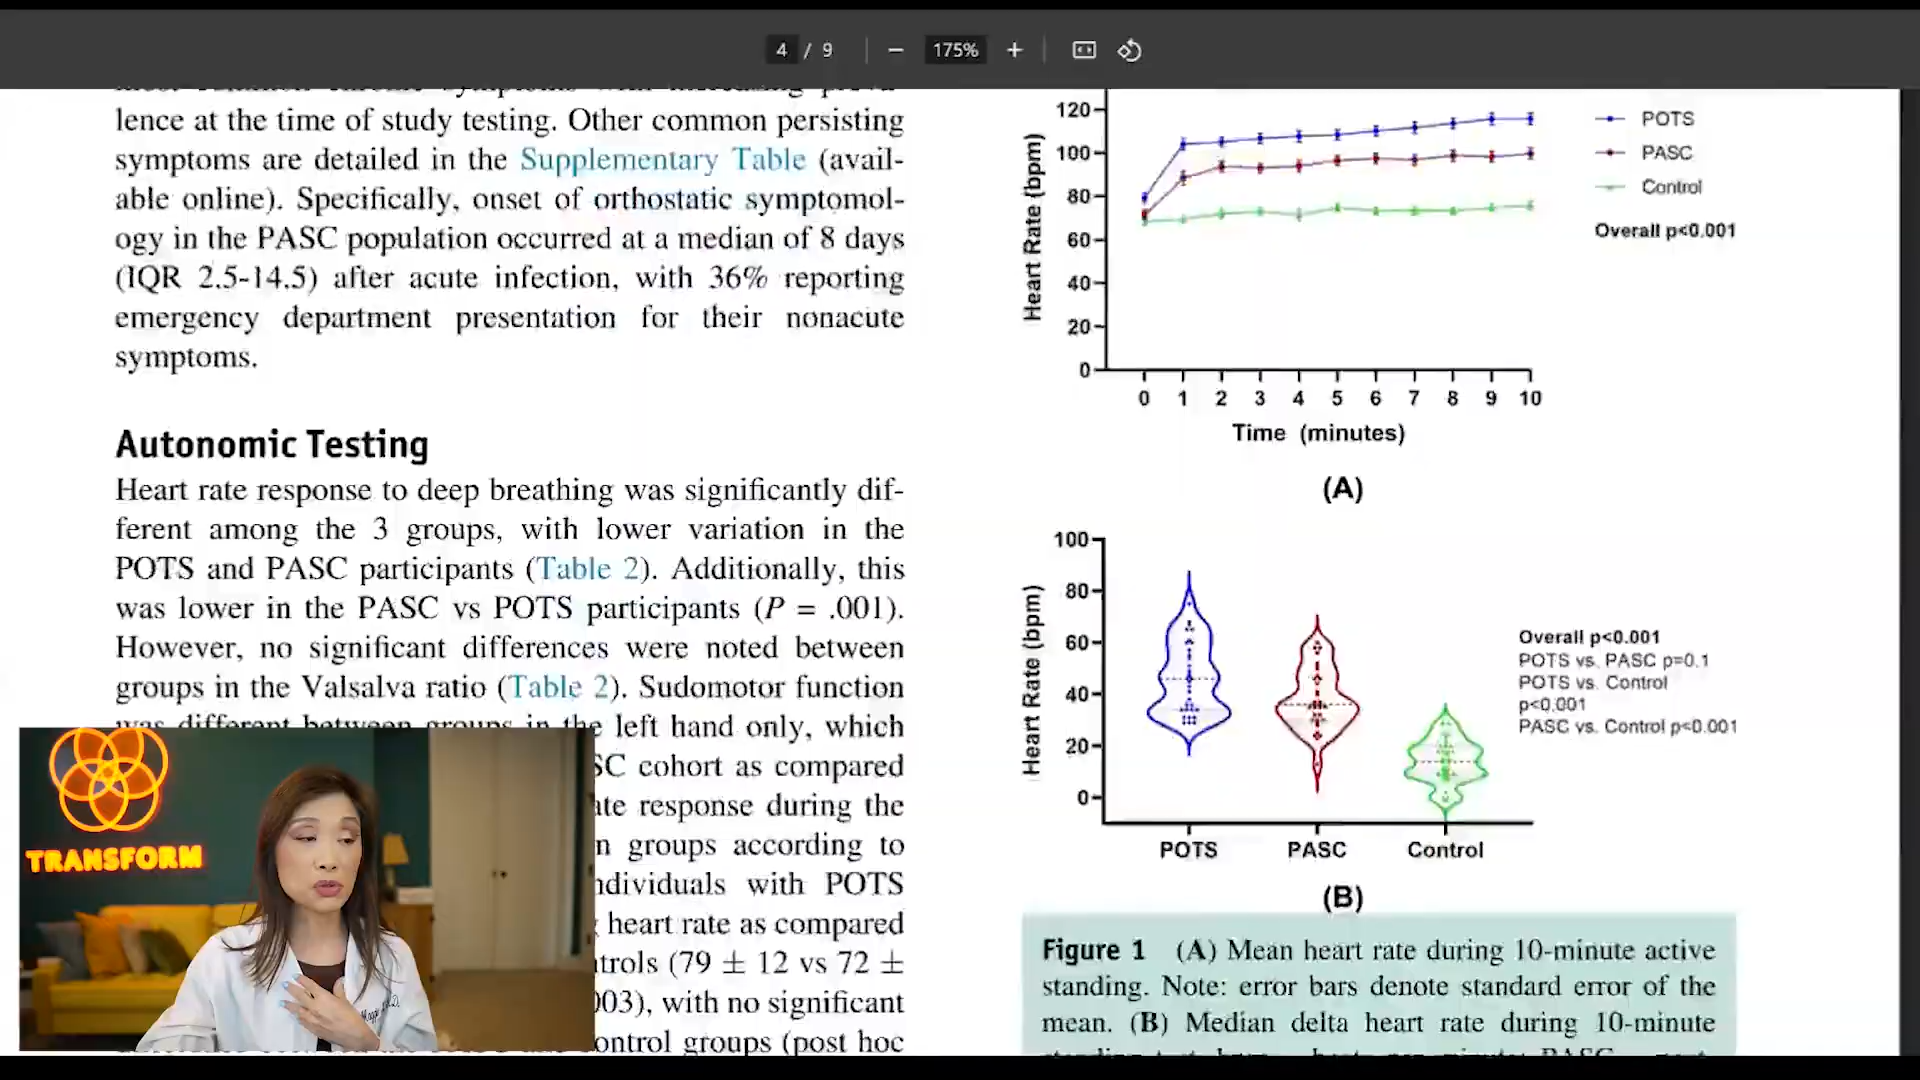 4 / 9
175%
lence at the time of study testing. Other common persisting
symptoms are detailed in the Supplementary Table (avail-
able online). Specifically, onset of orthostatic symptomol-
ogy in the PASC population occurred at a median of 8 days
(IQR 2.5-14.5) after acute infection, with 36% reporting
emergency department presentation for their nonacute
symptoms.
Autonomic Testing
Heart rate response to deep breathing was significantly dif-
ferent among the 3 groups, with lower variation in the
POTS and PASC participants (Table 2). Additionally, this
was lower in the PASC vs POTS participants (P = .001).
However, no significant differences were noted between
groups in the Valsalva ratio (Table 2). Sudomotor function
was different between groups in the left hand only, which
SC cohort as compared
ate response during the
n groups according to
ndividuals with POTS
heart rate as compared
ntrols (79 ± 12 vs 72 ±
003), with no significant
ontrol groups (post hoc
TRANSFORM
120
100
80
60
40
20
0
Heart Rate (bpm)
0 1 2 3 4 5 6 7 8 9 10
Time (minutes)
POTS
PASC
Control
Overall p<0.001
(A)
100
80
60
40
20
0
Heart Rate (bpm)
POTS PASC Control
Overall p<0.001
POTS vs. PASC p=0.1
POTS vs. Control
p<0.001
PASC vs. Control p<0.001
(B)
Figure 1 (A) Mean heart rate during 10-minute active
standing. Note: error bars denote standard error of the
mean. (B) Median delta heart rate during 10-minute